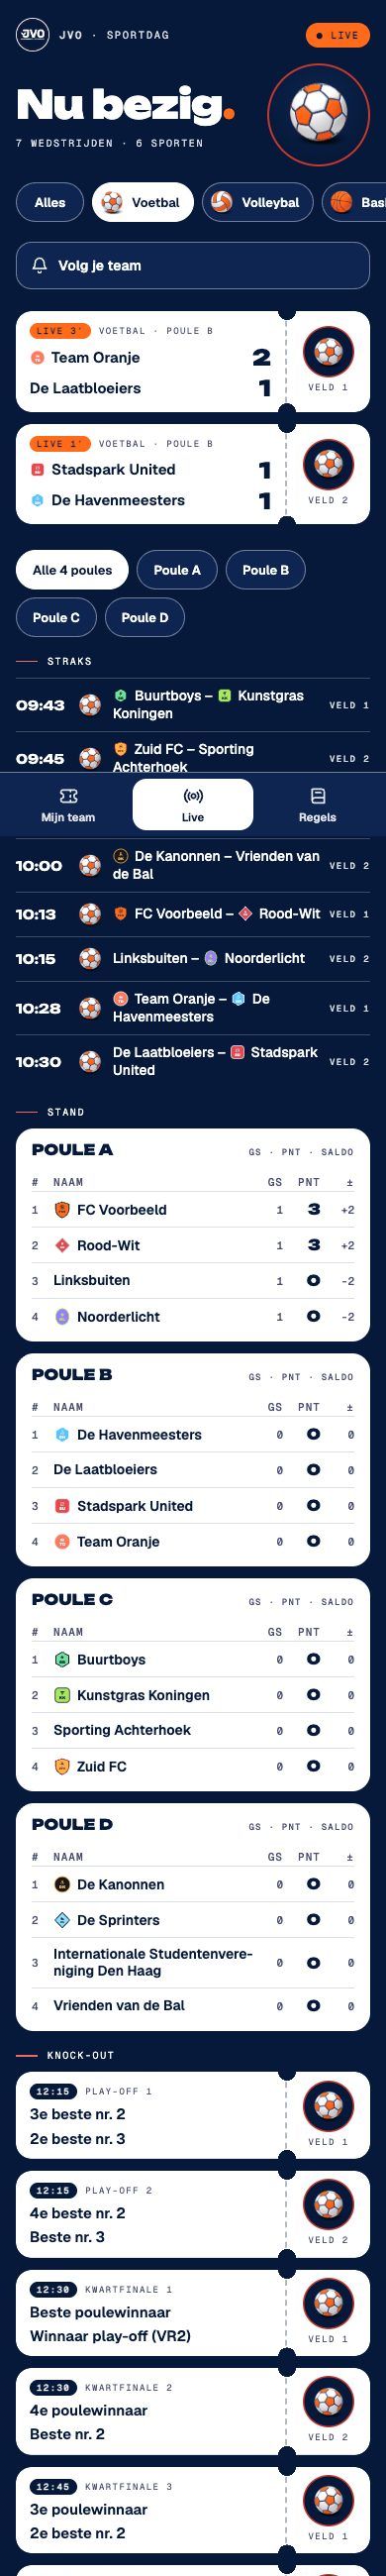 JVO JVO · SPORTDAG
● LIVE
Nu bezig.
7 WEDSTRIJDEN · 6 SPORTEN
Alles Voetbal Volleybal Bas
Volg je team
LIVE 3' VOETBAL · POULE B
Team Oranje 2
De Laatbloeiers 1
VELD 1
LIVE 1' VOETBAL · POULE B
Stadspark United 1
De Havenmeesters 1
VELD 2
Alle 4 poules Poule A Poule B
Poule C Poule D
STRAKS
09:43 Buurtboys – Kunstgras
Koningen
VELD 1
09:45 Zuid FC – Sporting
Achterhoek
VELD 2
Mijn team Live Regels
10:00 De Kanonnen – Vrienden van
de Bal
VELD 2
10:13 FC Voorbeeld – Rood-Wit VELD 1
10:15 Linksbuiten – Noorderlicht VELD 2
10:28 Team Oranje – De
Havenmeesters
VELD 1
10:30 De Laatbloeiers – Stadspark
United
VELD 2
STAND
POULE A GS · PNT · SALDO
# NAAM GS PNT ±
1 FC Voorbeeld 1 3 +2
2 Rood-Wit 1 3 +2
3 Linksbuiten 1 0 -2
4 Noorderlicht 1 0 -2
POULE B GS · PNT · SALDO
# NAAM GS PNT ±
1 De Havenmeesters 0 0 0
2 De Laatbloeiers 0 0 0
3 Stadspark United 0 0 0
4 Team Oranje 0 0 0
POULE C GS · PNT · SALDO
# NAAM GS PNT ±
1 Buurtboys 0 0 0
2 Kunstgras Koningen 0 0 0
3 Sporting Achterhoek 0 0 0
4 Zuid FC 0 0 0
POULE D GS · PNT · SALDO
# NAAM GS PNT ±
1 De Kanonnen 0 0 0
2 De Sprinters 0 0 0
3 Internationale Studentenvere-
niging Den Haag 0 0 0
4 Vrienden van de Bal 0 0 0
KNOCK-OUT
12:15 PLAY-OFF 1
3e beste nr. 2
2e beste nr. 3
VELD 1
12:15 PLAY-OFF 2
4e beste nr. 2
Beste nr. 3
VELD 2
12:30 KWARTFINALE 1
Beste poulewinnaar
Winnaar play-off (VR2)
VELD 1
12:30 KWARTFINALE 2
4e poulewinnaar
Beste nr. 2
VELD 2
12:45 KWARTFINALE 3
3e poulewinnaar
2e beste nr. 2
VELD 1